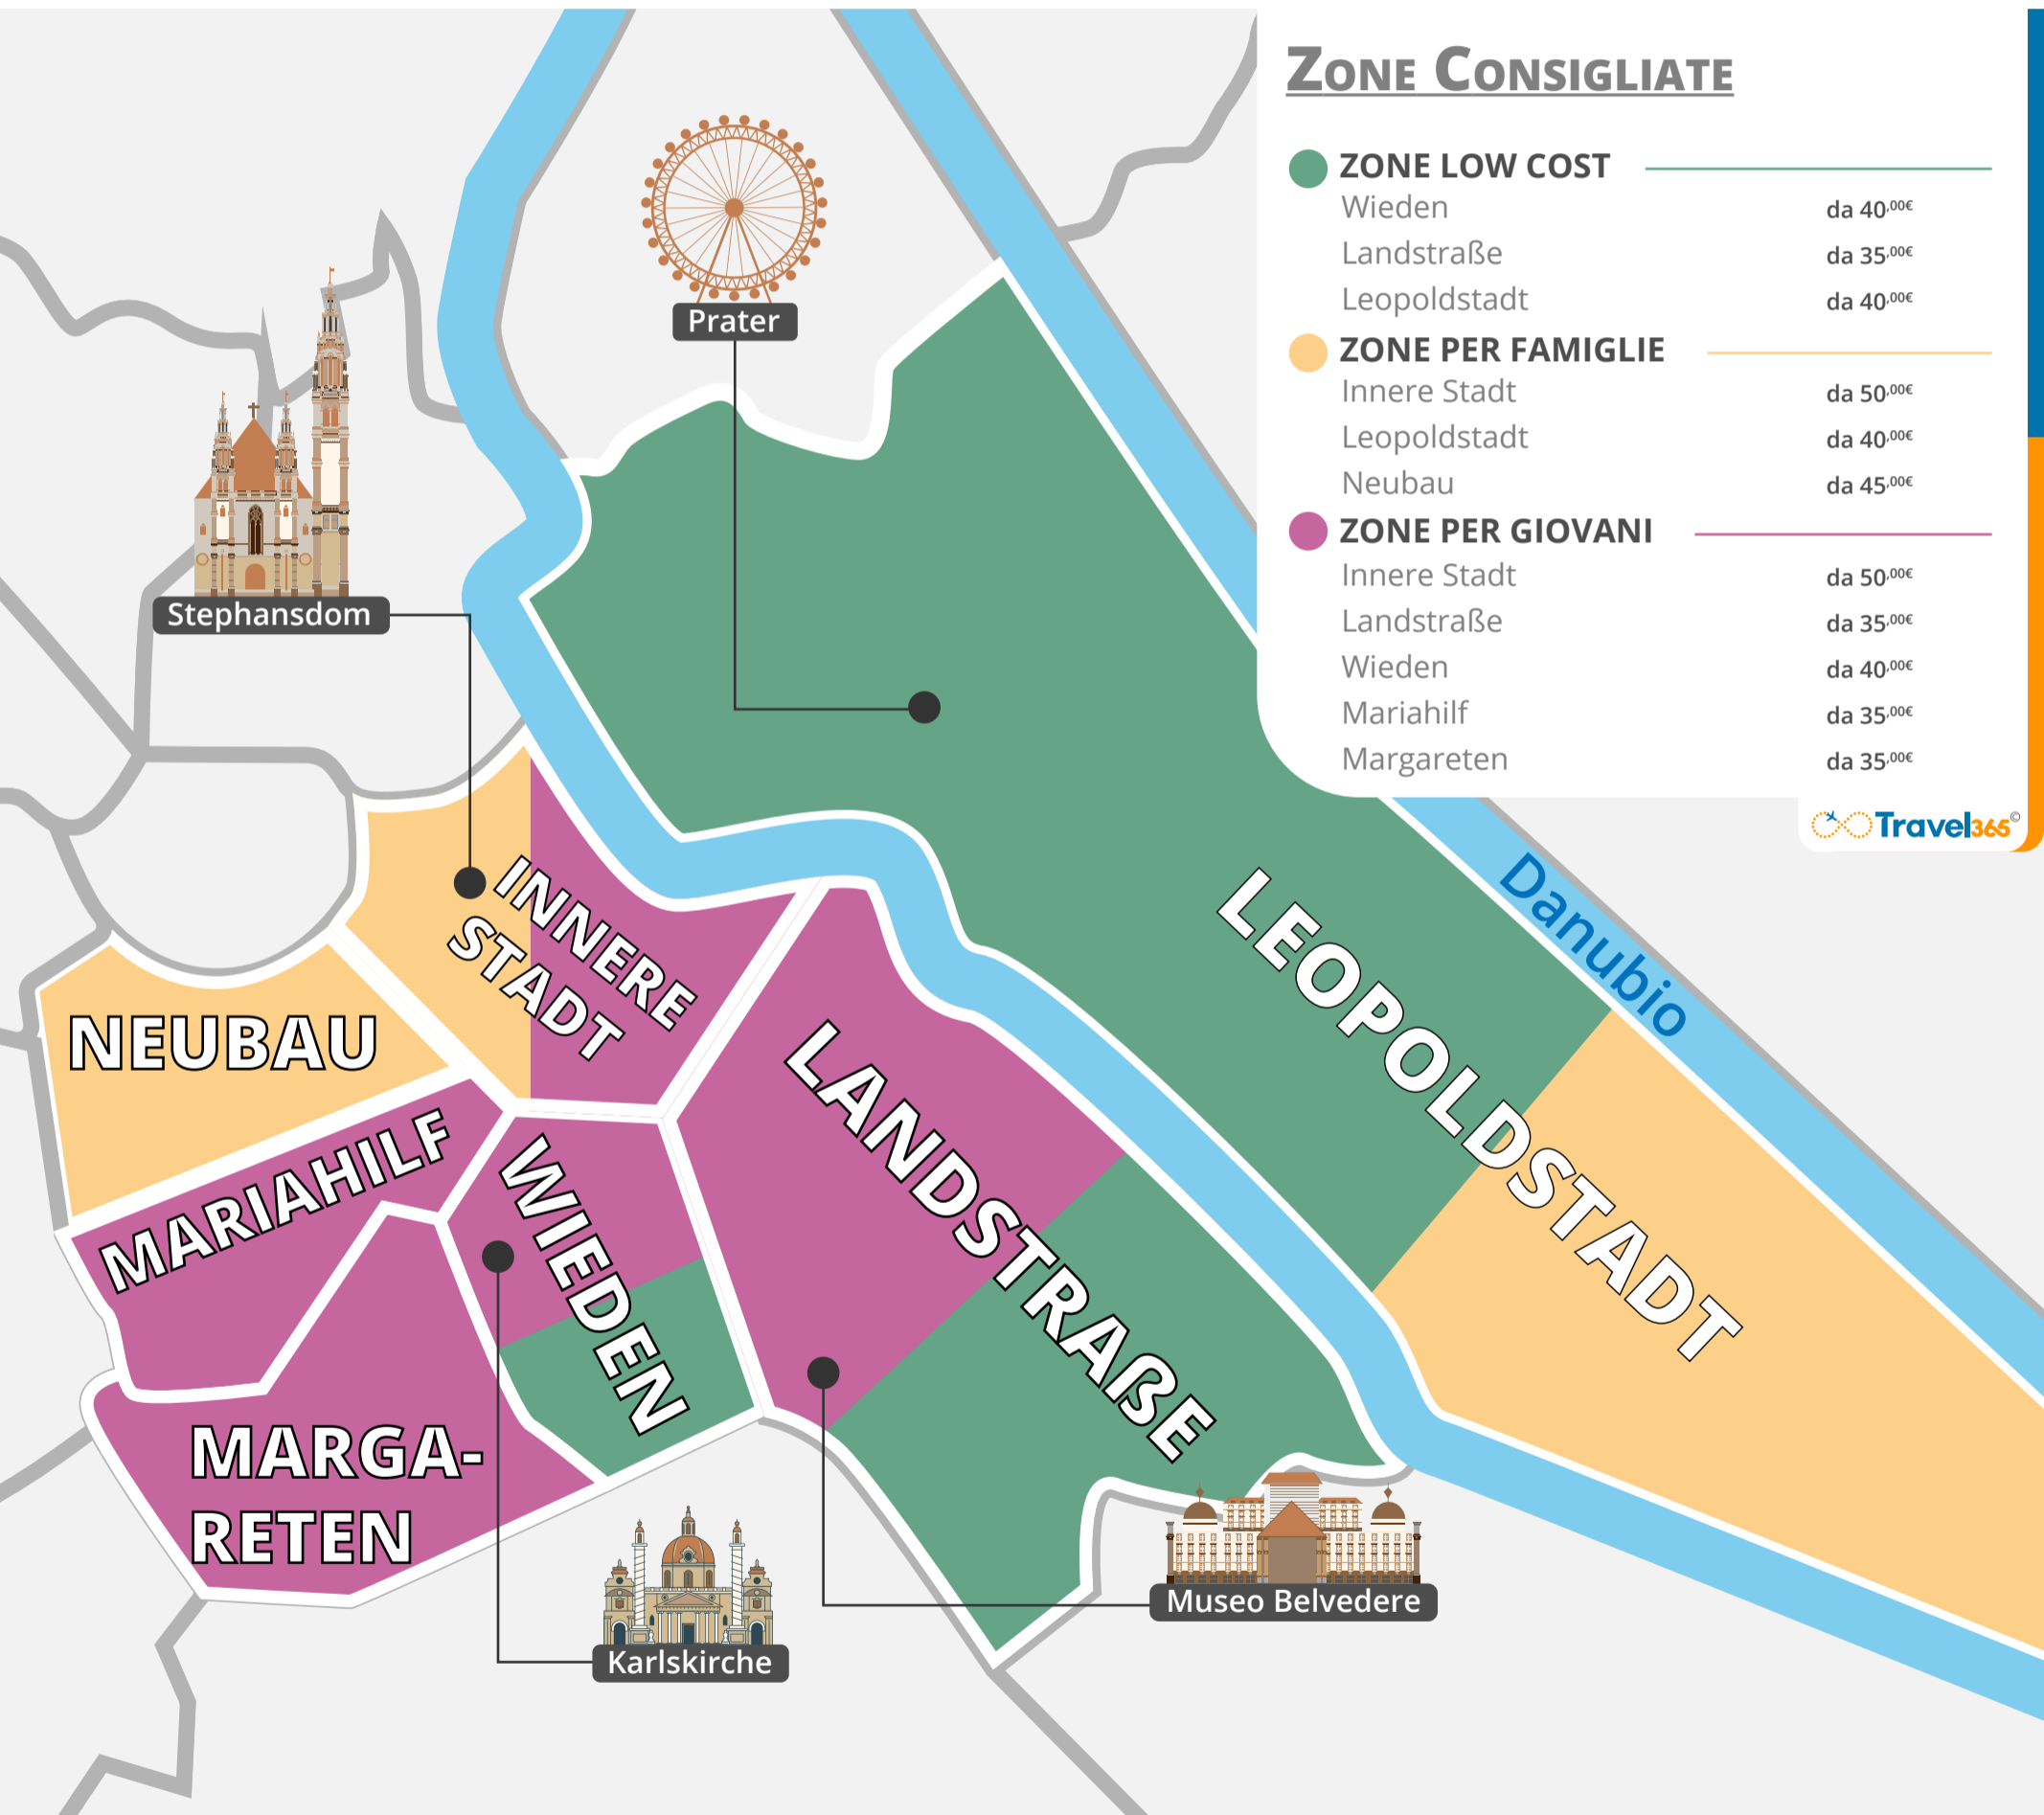 ZONE CONSIGLIATE
ZONE LOW COST
Wieden da 40,00€
Landstraße da 35,00€
Leopoldstadt da 40,00€
ZONE PER FAMIGLIE
Innere Stadt da 50,00€
Leopoldstadt da 40,00€
Neubau da 45,00€
ZONE PER GIOVANI
Innere Stadt da 50,00€
Landstraße da 35,00€
Wieden da 40,00€
Mariahilf da 35,00€
Margareten da 35,00€
Travel365©
Prater
Stephansdom
Danubio
INNERE
STADT
LEOPOLDSTADT
NEUBAU
LANDSTRAßE
MARIAHILF
WIEDEN
MARGA-
RETEN
Museo Belvedere
Karlskirche